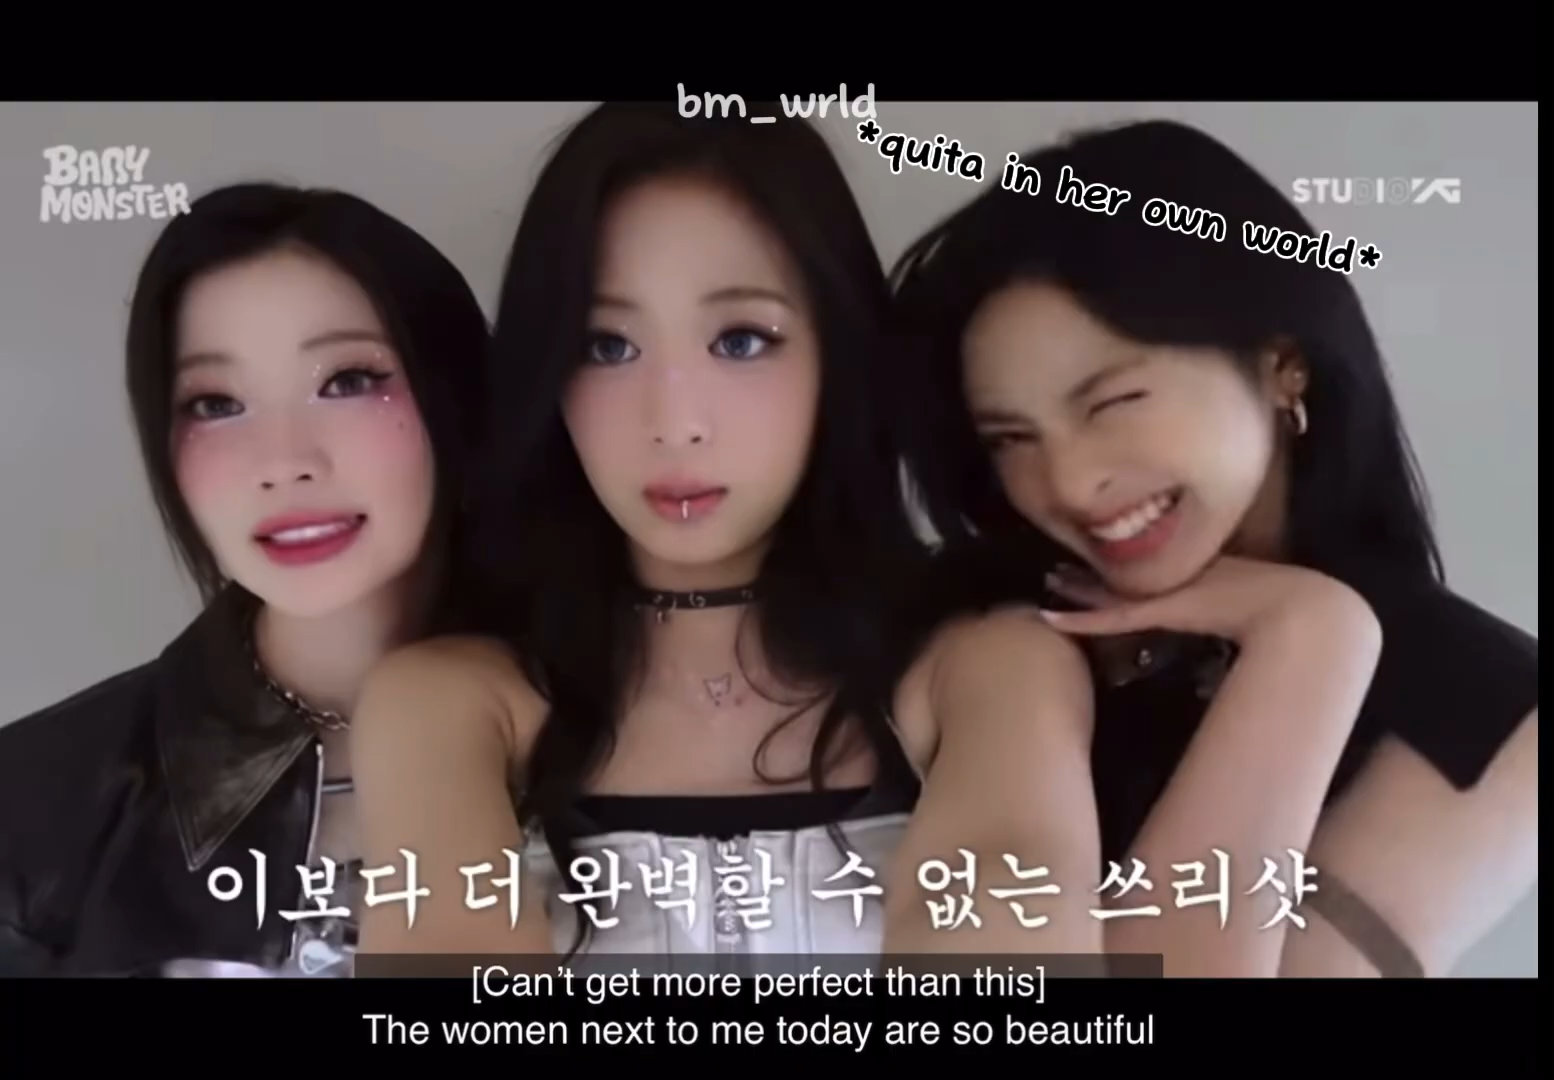 bm_wrld
*quita in her own world*
BABY
MONSTER
STUDIO YG
이보다 더 완벽할 수 없는 쓰리샷
[Can't get more perfect than this]
The women next to me today are so beautiful